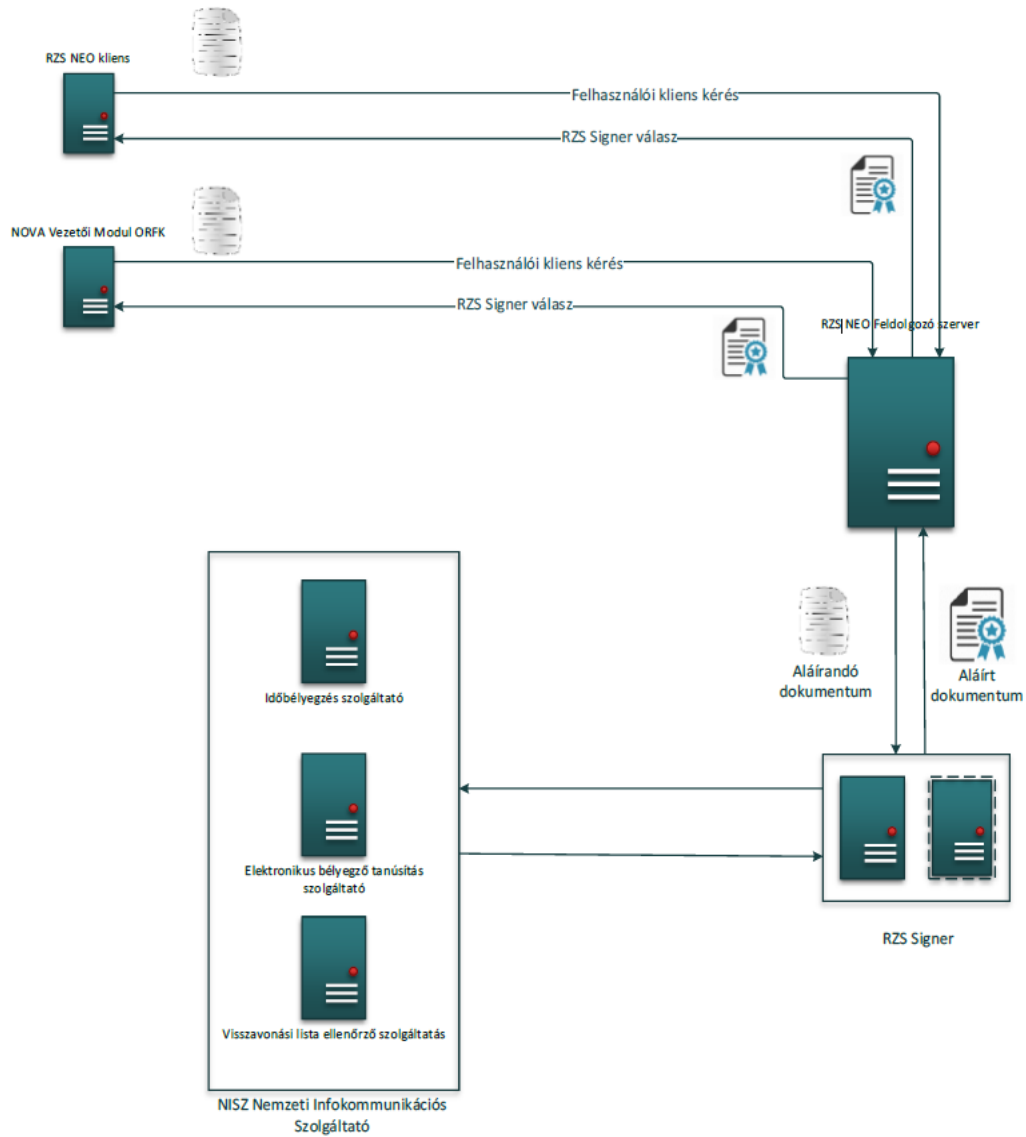 RZS NEO kliens
Felhasználói kliens kérés
RZS Signer válasz
NOVA Vezetői Modul ORFK
Felhasználói kliens kérés
RZS Signer válasz
RZS NEO Feldolgozó szerver
Aláírandó
dokumentum
Aláírt
dokumentum
Időbélyegzés szolgáltató
Elektronikus bélyegző tanúsítás
szolgáltató
Visszavonási lista ellenőrző szolgáltatás
RZS Signer
NISZ Nemzeti Infokommunikációs
Szolgáltató